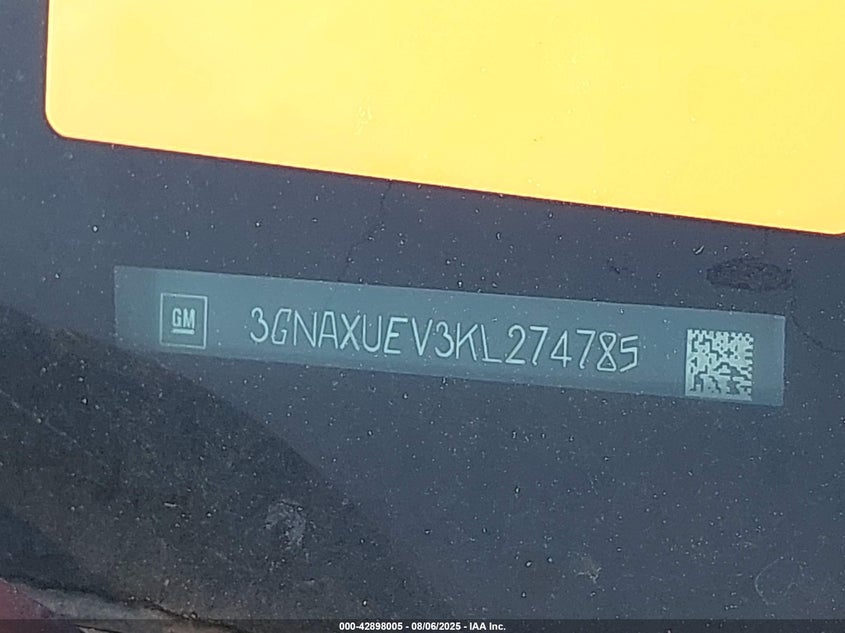 GM 3GNAXUEV3KL274785
000-42898005 - 08/06/2025 - IAA Inc.